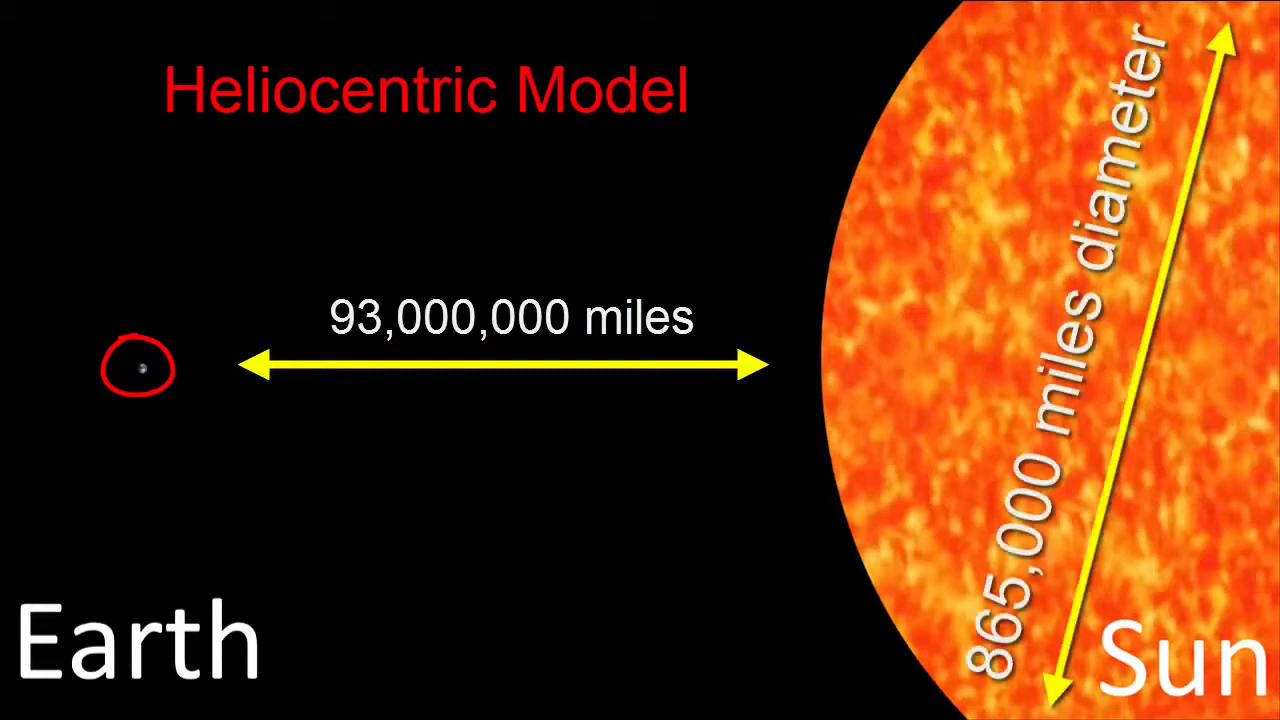 Heliocentric Model
93,000,000 miles
865,000 miles diameter
Earth
Sun